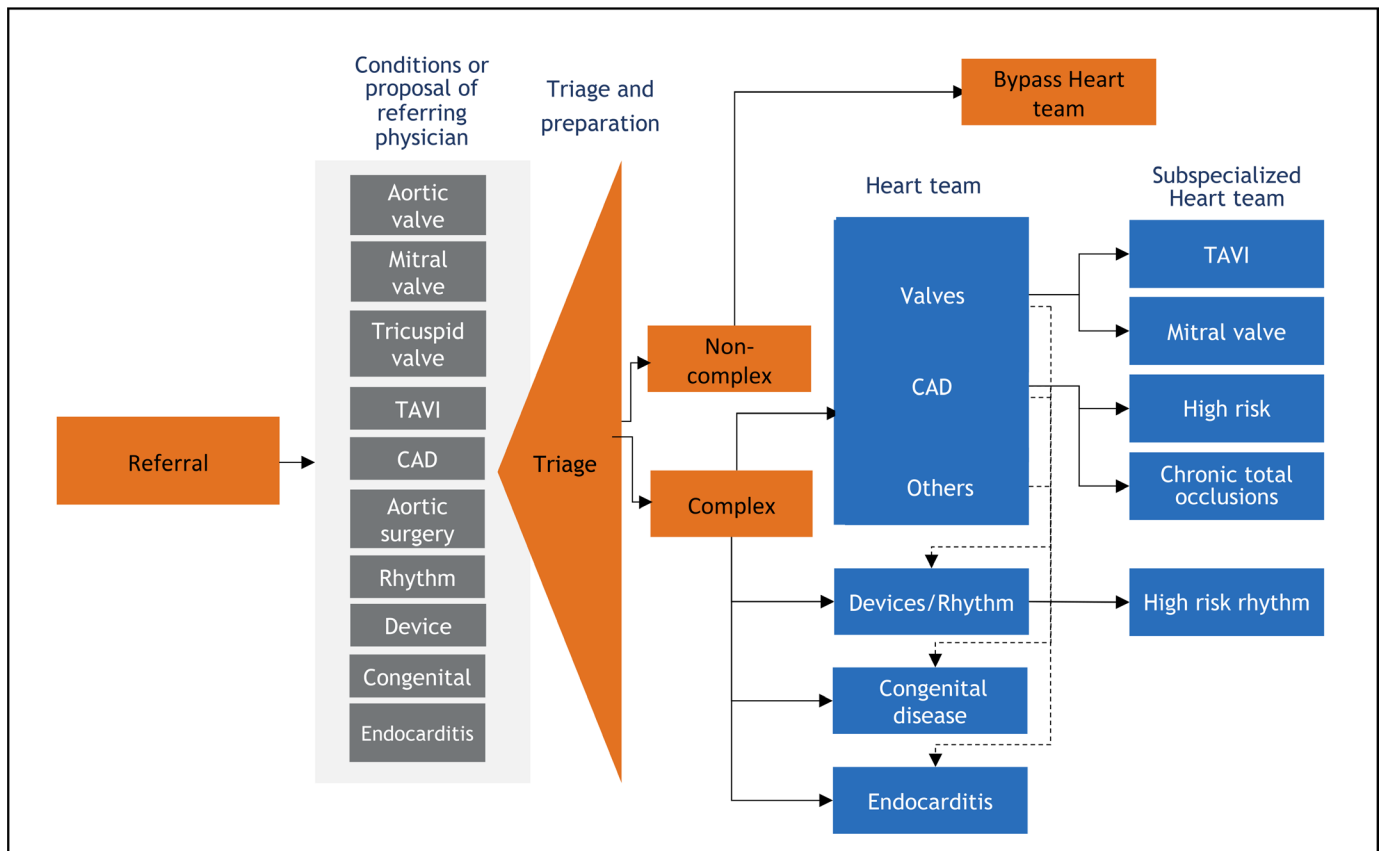 Conditions or
proposal of
referring
physician
Triage and
preparation
Bypass Heart
team
Heart team
Subspecialized
Heart team
Referral
Aortic
valve
Mitral
valve
Tricuspid
valve
TAVI
CAD
Aortic
surgery
Rhythm
Device
Congenital
Endocarditis
Triage
Non-
complex
Complex
Valves
CAD
Others
Devices/Rhythm
Congenital
disease
Endocarditis
TAVI
Mitral valve
High risk
Chronic total
occlusions
High risk rhythm